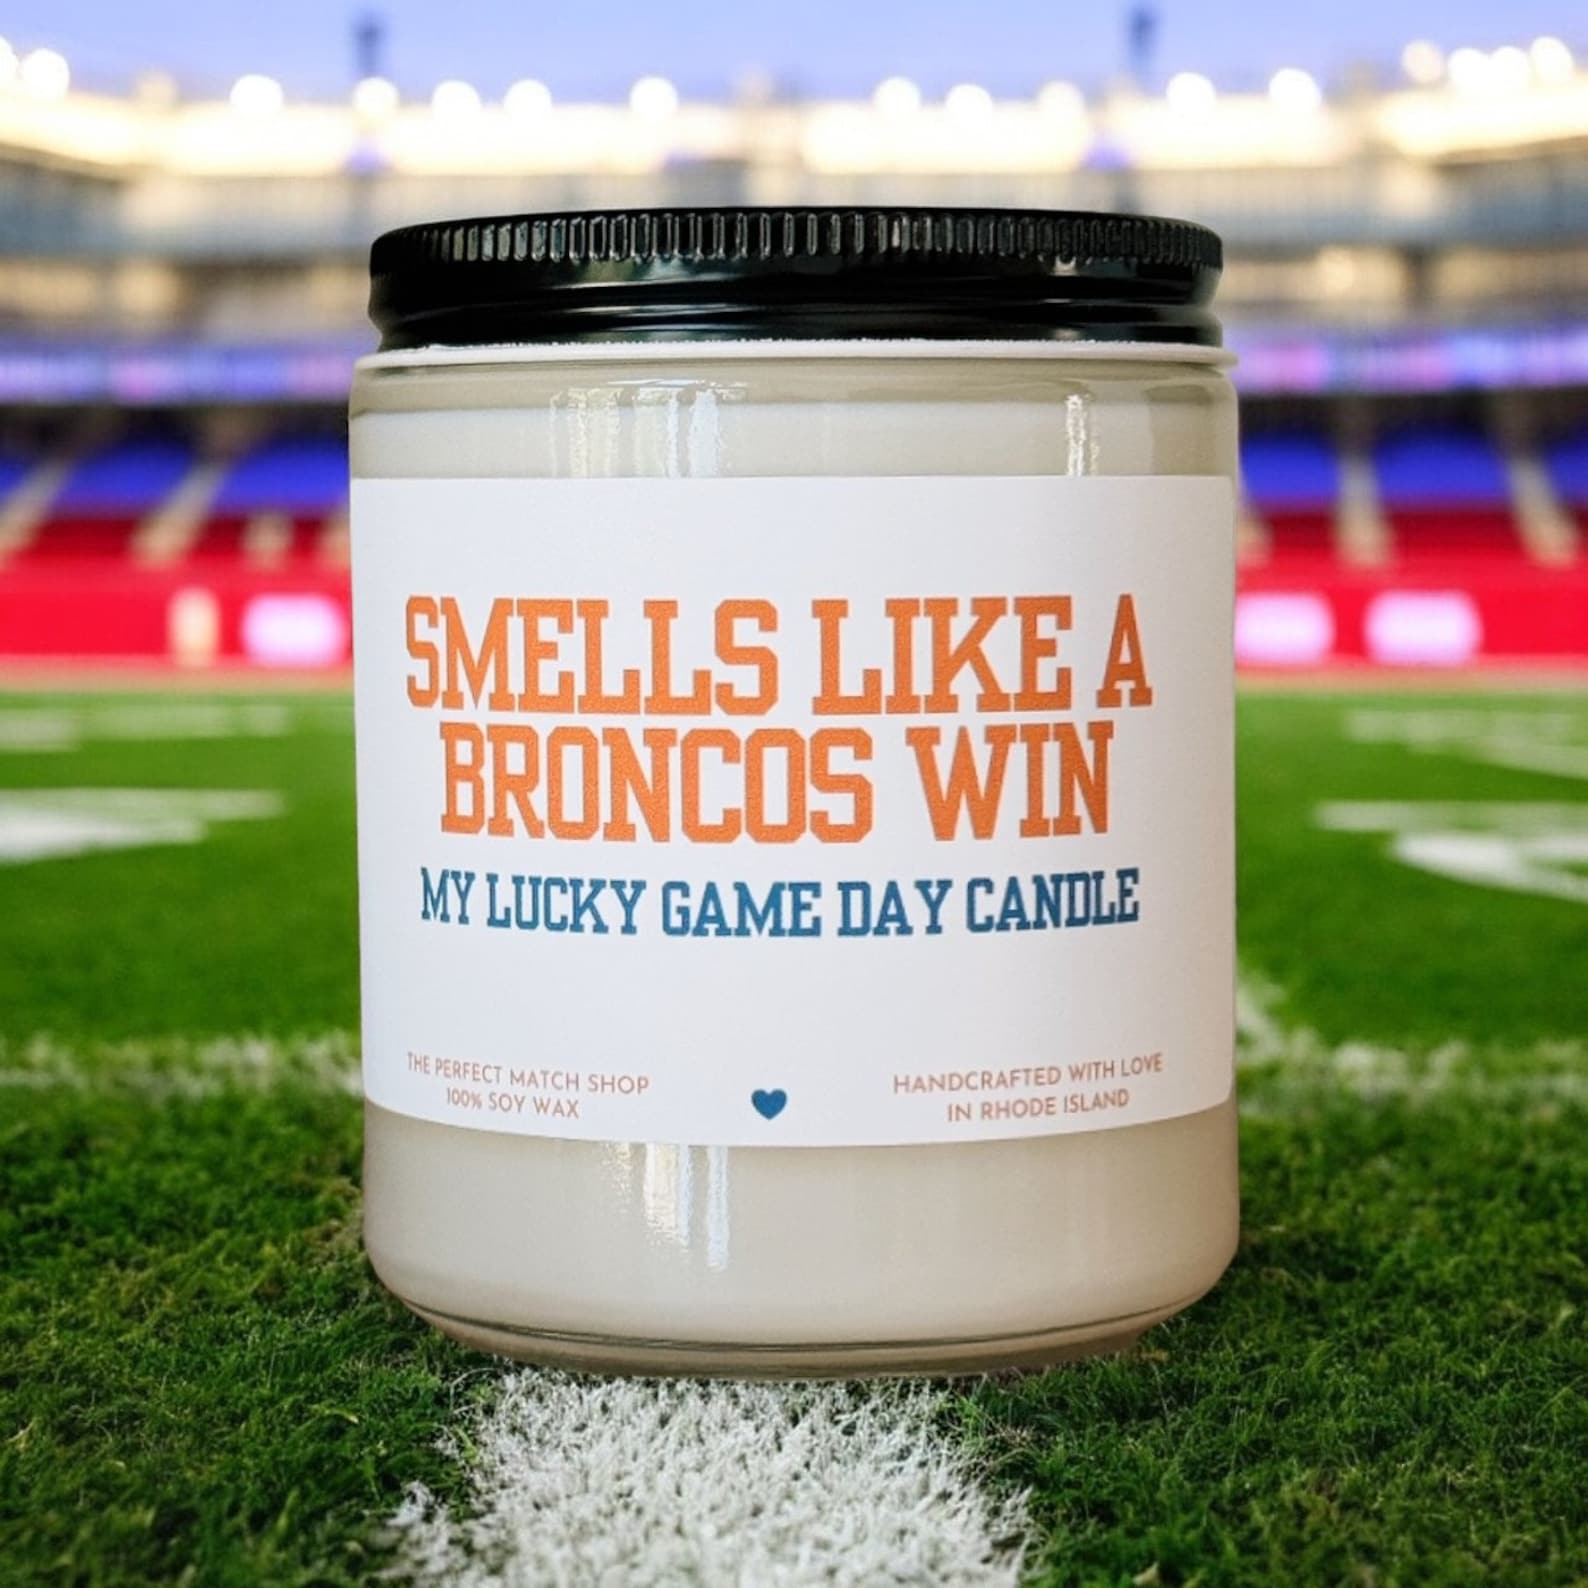 SMELLS LIKE A
BRONCOS WIN
MY LUCKY GAME DAY CANDLE
THE PERFECT MATCH SHOP
100% SOY WAX
HANDCRAFTED WITH LOVE
IN RHODE ISLAND